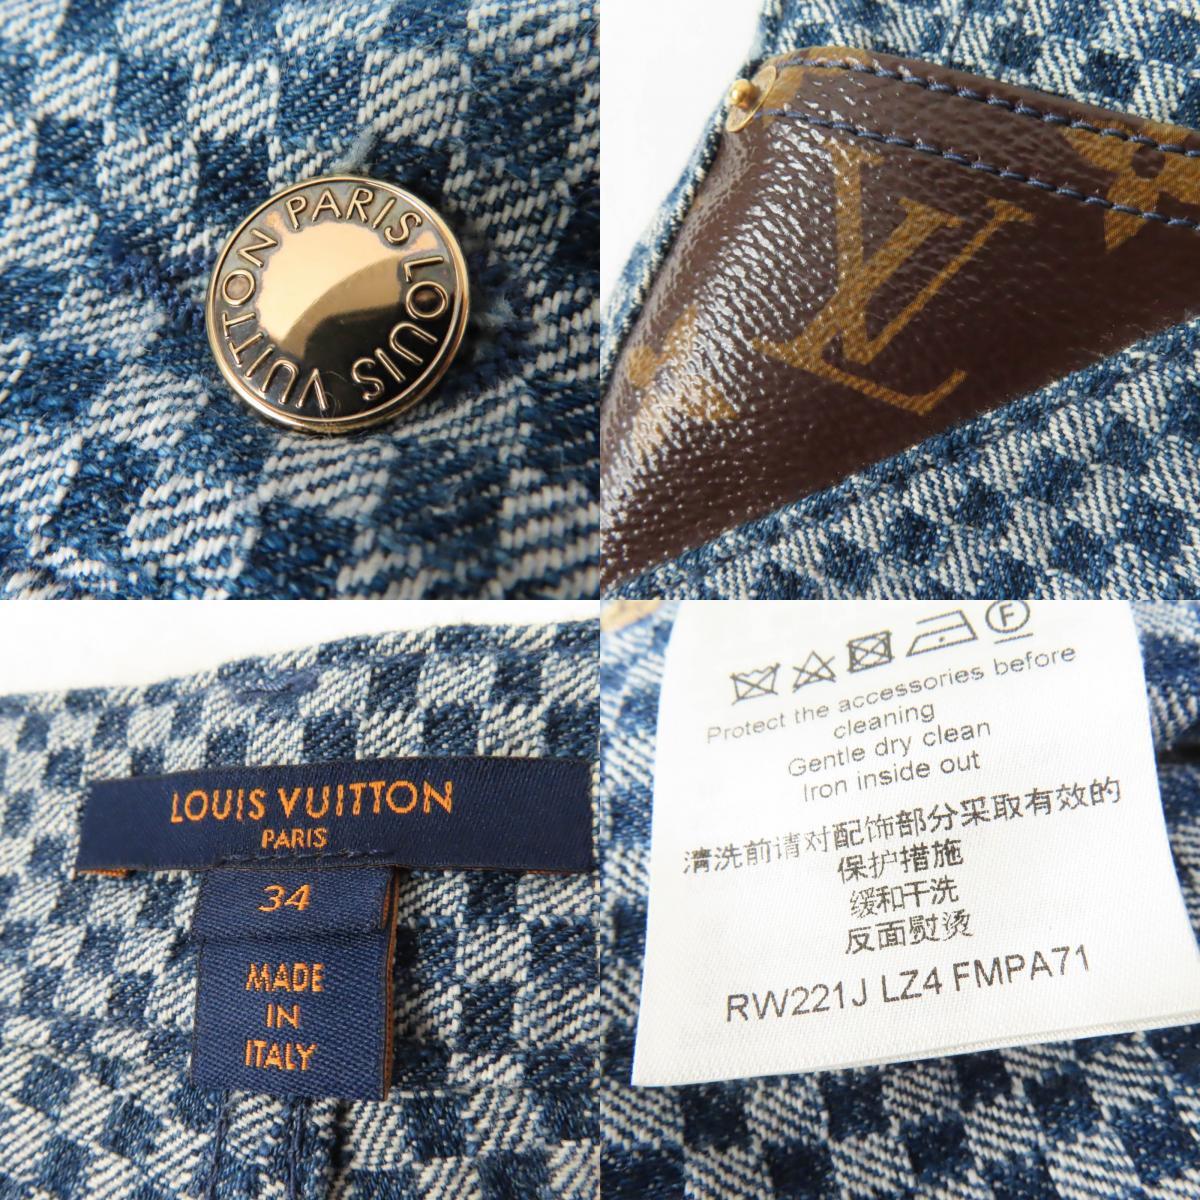 PARIS LOUIS VUITTON
LV
LOUIS VUITTON
PARIS
34
MADE
IN
ITALY
F
Protect the accessories before
cleaning
Gentle dry clean
Iron inside out
清洗前请对配饰部分采取有效的
保护措施
缓和干洗
反面熨烫
RW221J LZ4 FMPA71